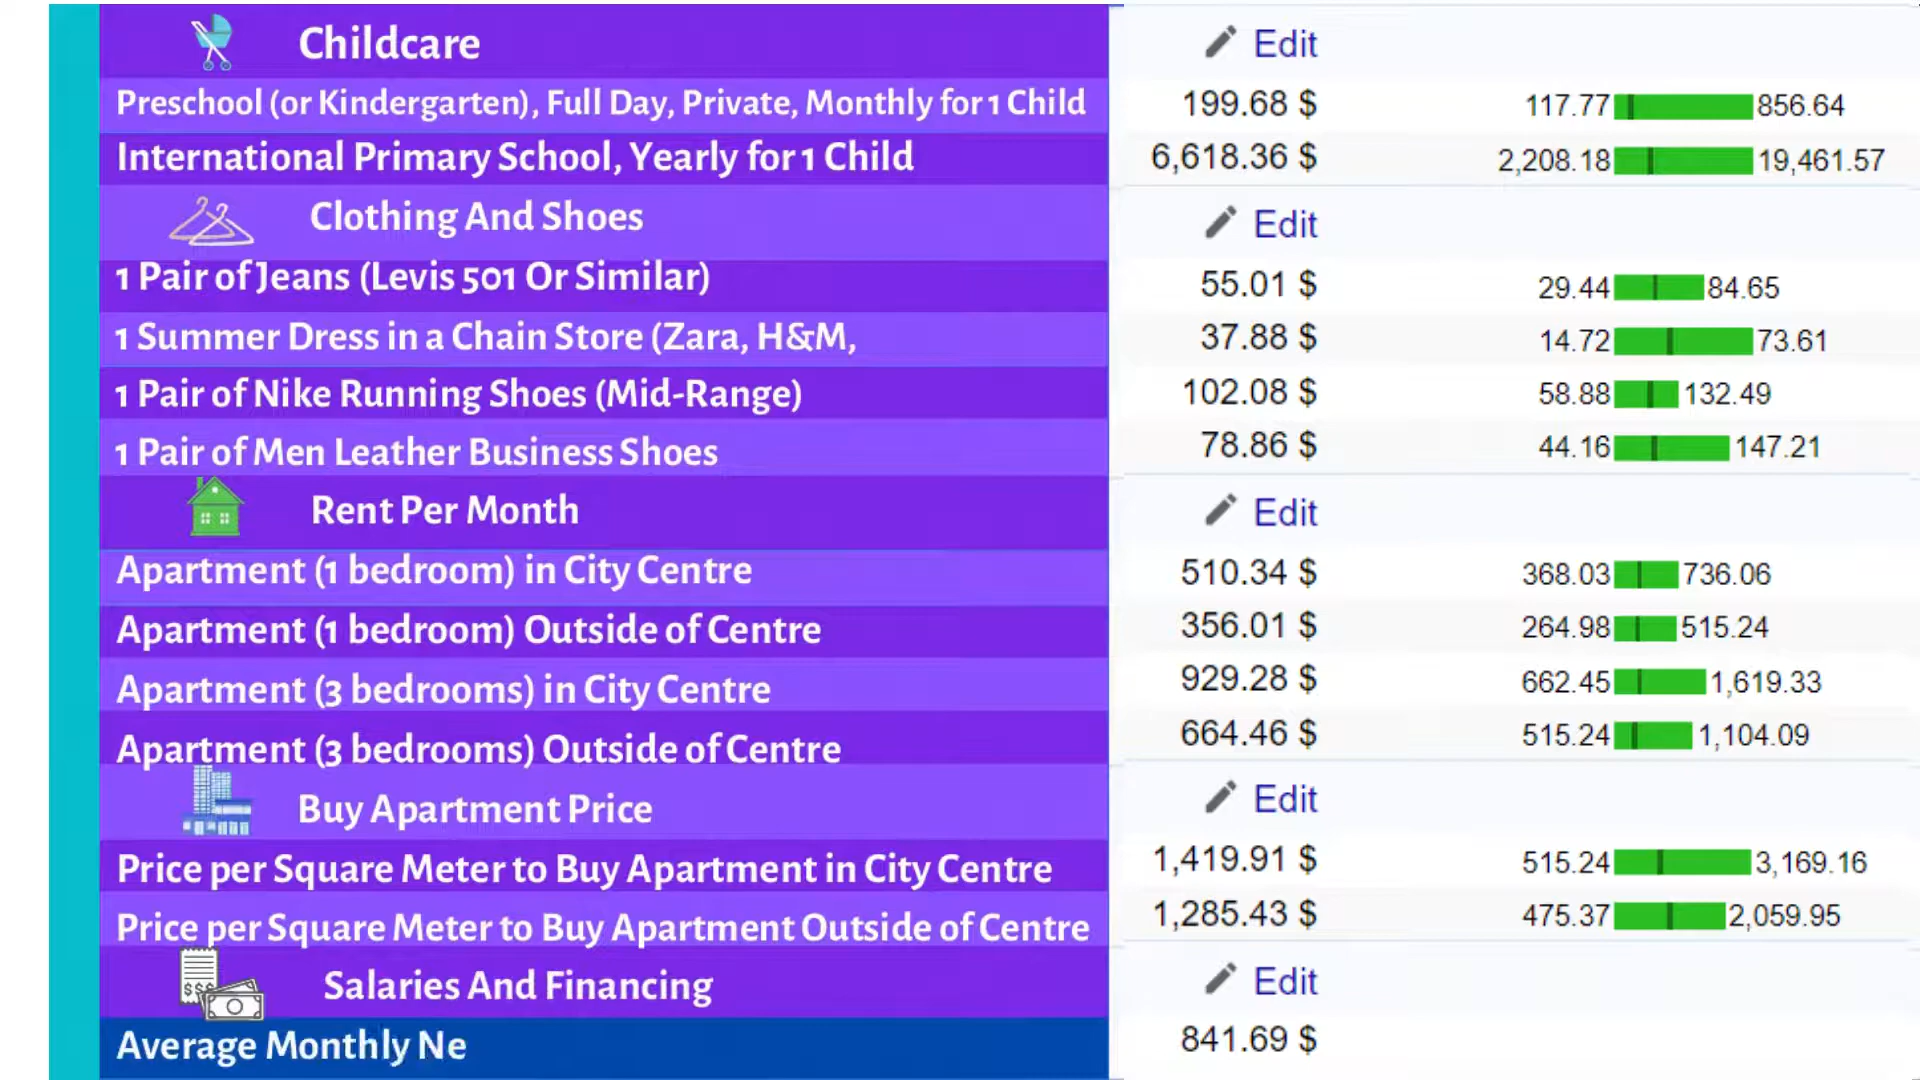 Childcare Edit
Preschool (or Kindergarten), Full Day, Private, Monthly for 1 Child 199.68 $ 117.77 856.64
International Primary School, Yearly for 1 Child 6,618.36 $ 2,208.18 19,461.57
Clothing And Shoes Edit
1 Pair of Jeans (Levis 501 Or Similar) 55.01 $ 29.44 84.65
1 Summer Dress in a Chain Store (Zara, H&M, 37.88 $ 14.72 73.61
1 Pair of Nike Running Shoes (Mid-Range) 102.08 $ 58.88 132.49
1 Pair of Men Leather Business Shoes 78.86 $ 44.16 147.21
Rent Per Month Edit
Apartment (1 bedroom) in City Centre 510.34 $ 368.03 736.06
Apartment (1 bedroom) Outside of Centre 356.01 $ 264.98 515.24
Apartment (3 bedrooms) in City Centre 929.28 $ 662.45 1,619.33
Apartment (3 bedrooms) Outside of Centre 664.46 $ 515.24 1,104.09
Buy Apartment Price Edit
Price per Square Meter to Buy Apartment in City Centre 1,419.91 $ 515.24 3,169.16
Price per Square Meter to Buy Apartment Outside of Centre 1,285.43 $ 475.37 2,059.95
$$$ Salaries And Financing Edit
Average Monthly Ne 841.69 $